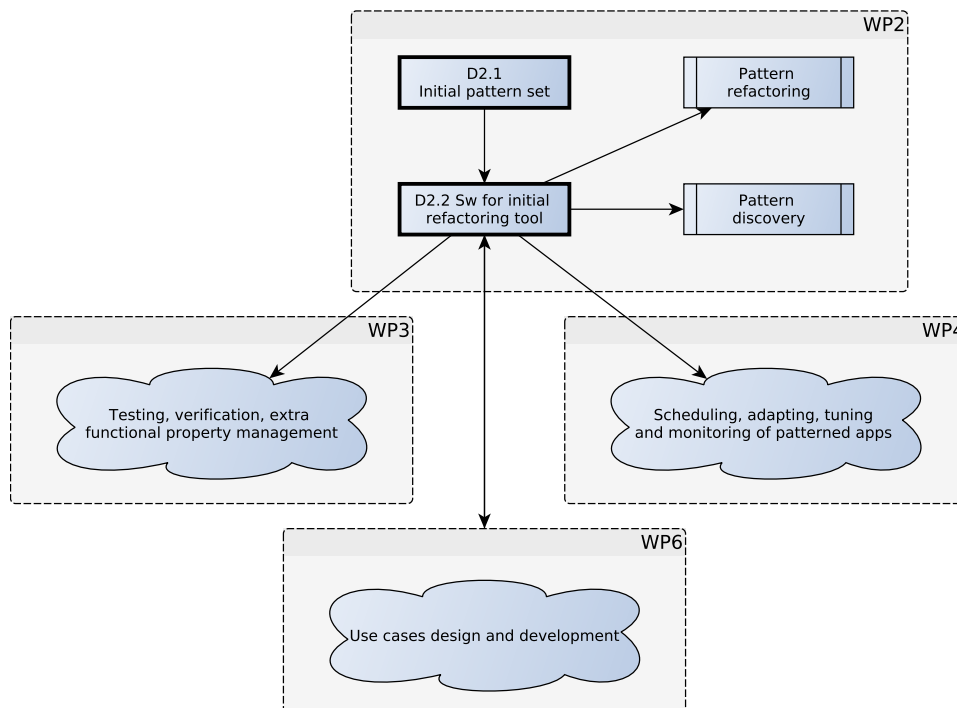 WP2
D2.1
Initial pattern set
Pattern
refactoring
D2.2 Sw for initial
refactoring tool
Pattern
discovery
WP3
Testing, verification, extra
functional property management
WP4
Scheduling, adapting, tuning
and monitoring of patterned apps
WP6
Use cases design and development